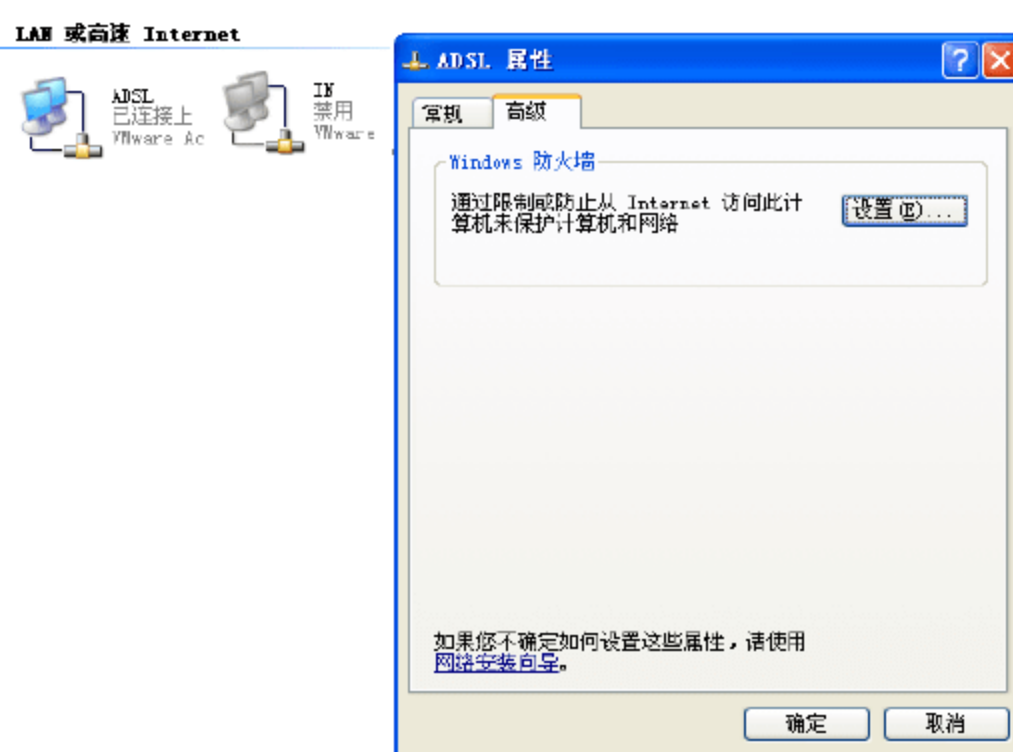 LAN 或高速 Internet
ADSL
已连接上
VMware Ac
IN
禁用
VMware
ADSL 属性
常规
高级
Windows 防火墙
通过限制或防止从 Internet 访问此计
算机来保护计算机和网络
设置(E)...
如果您不确定如何设置这些属性，请使用
网络安装向导。
确定
取消